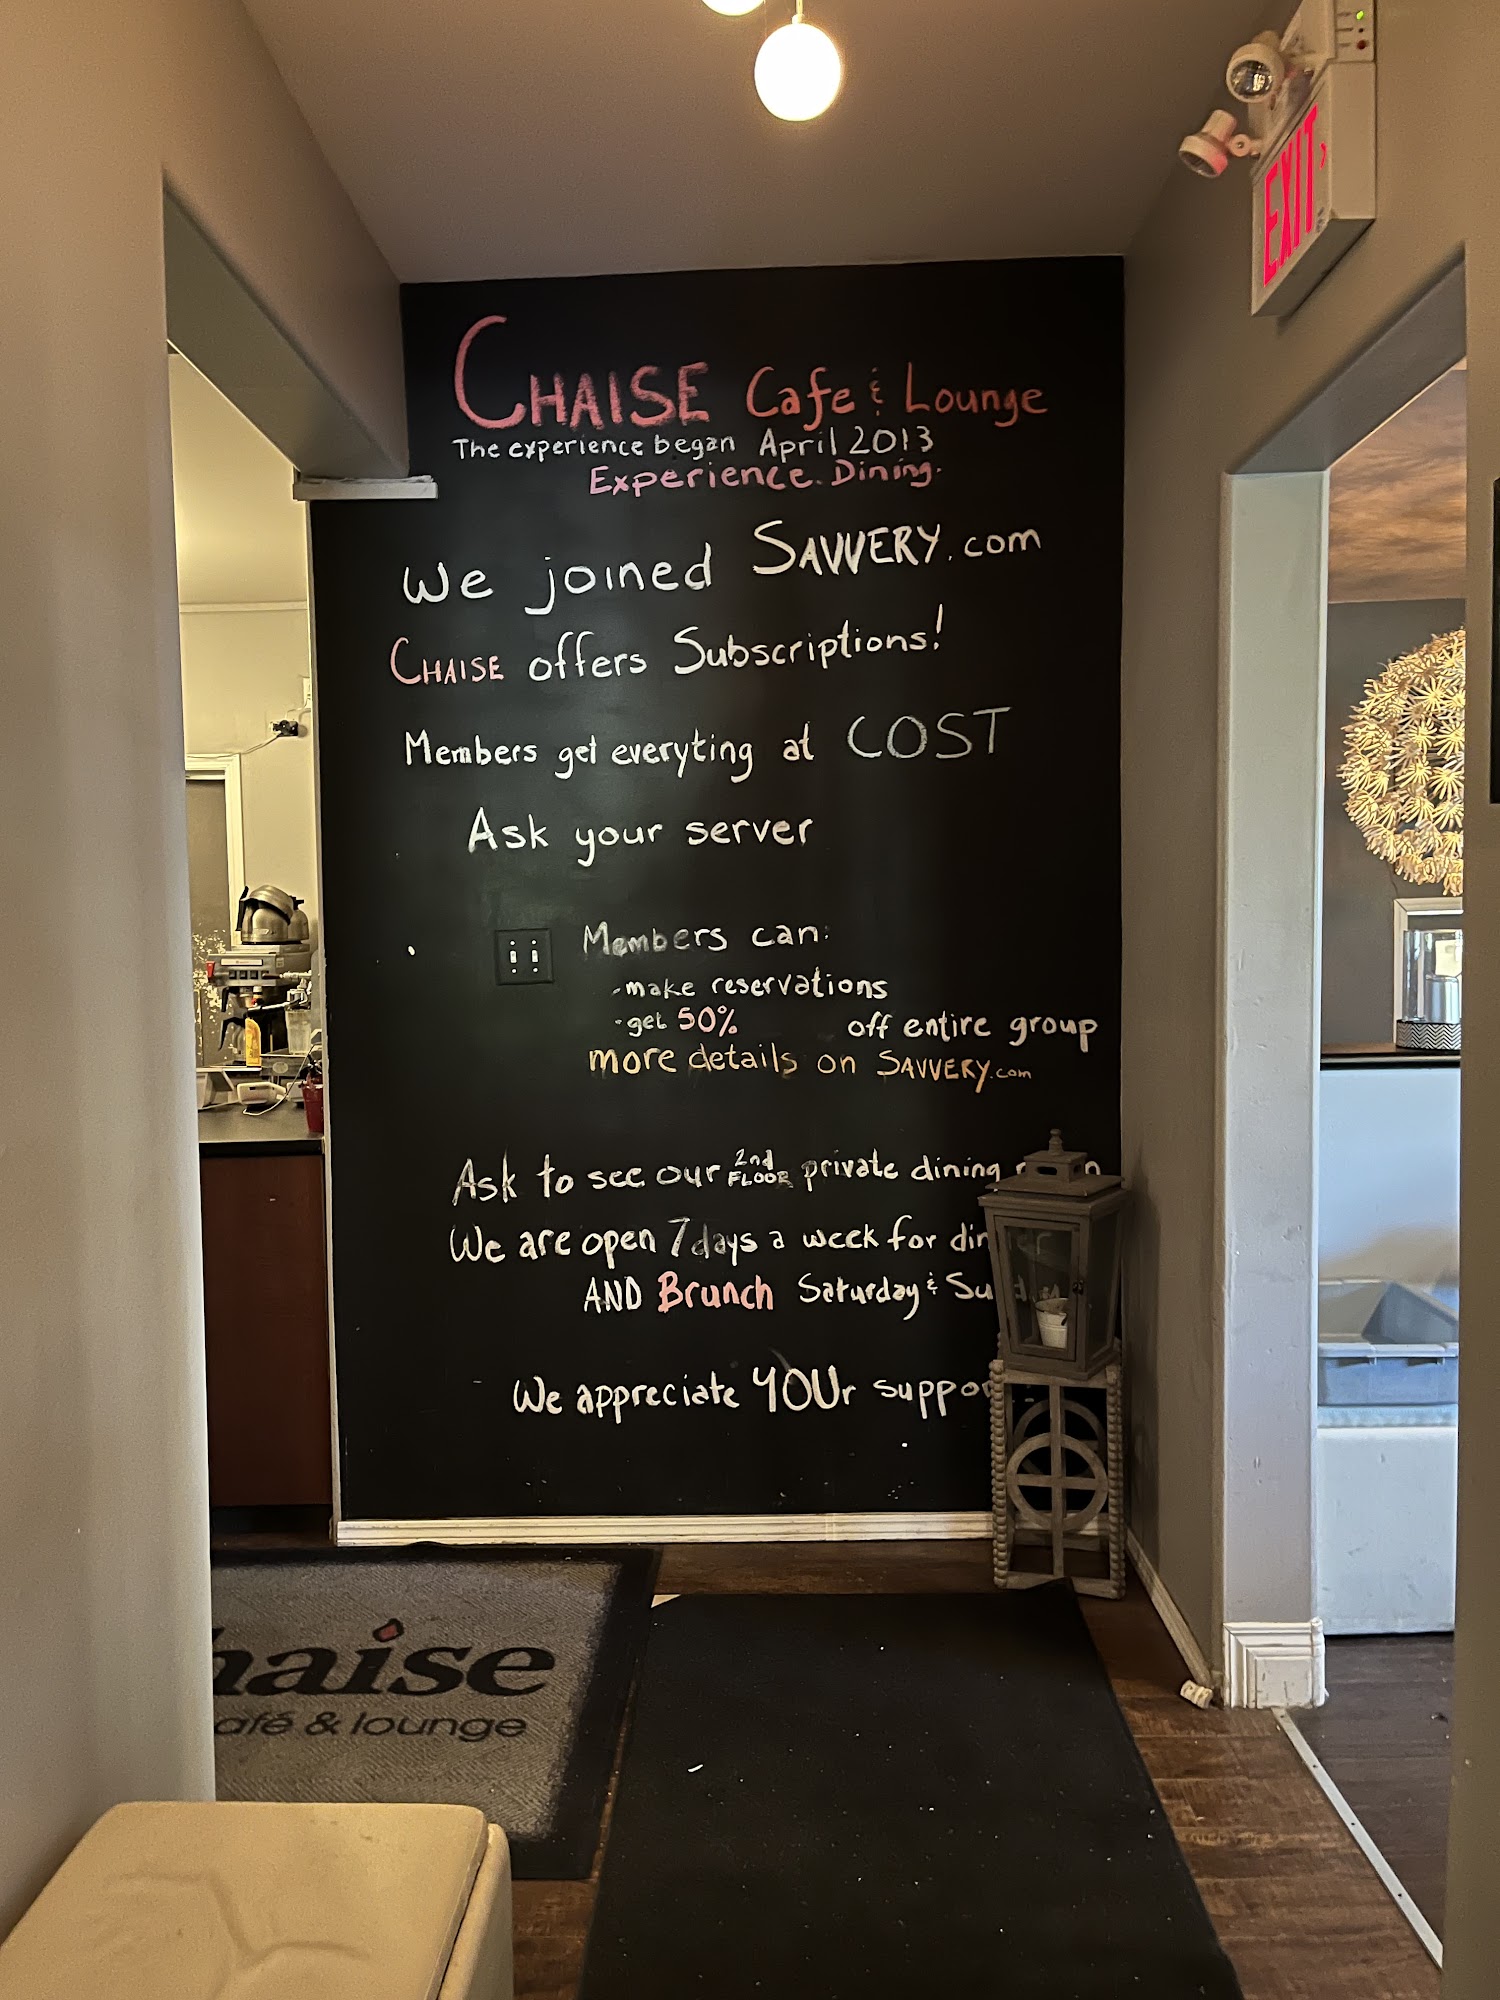 CHAISE Cafe & Lounge
The experience began April 2013
Experience. Dining.
We joined SAVVERY.com
CHAISE offers Subscriptions!
Members get everyting at COST
Ask your server
Members can:
- make reservations
- get 50% off entire group
more details on SAVVERY.com
Ask to see our 2nd FLOOR private dining
We are open 7 days a week for
AND Brunch Saturday &
We appreciate YOUr
EXIT >
haise
afé & lounge